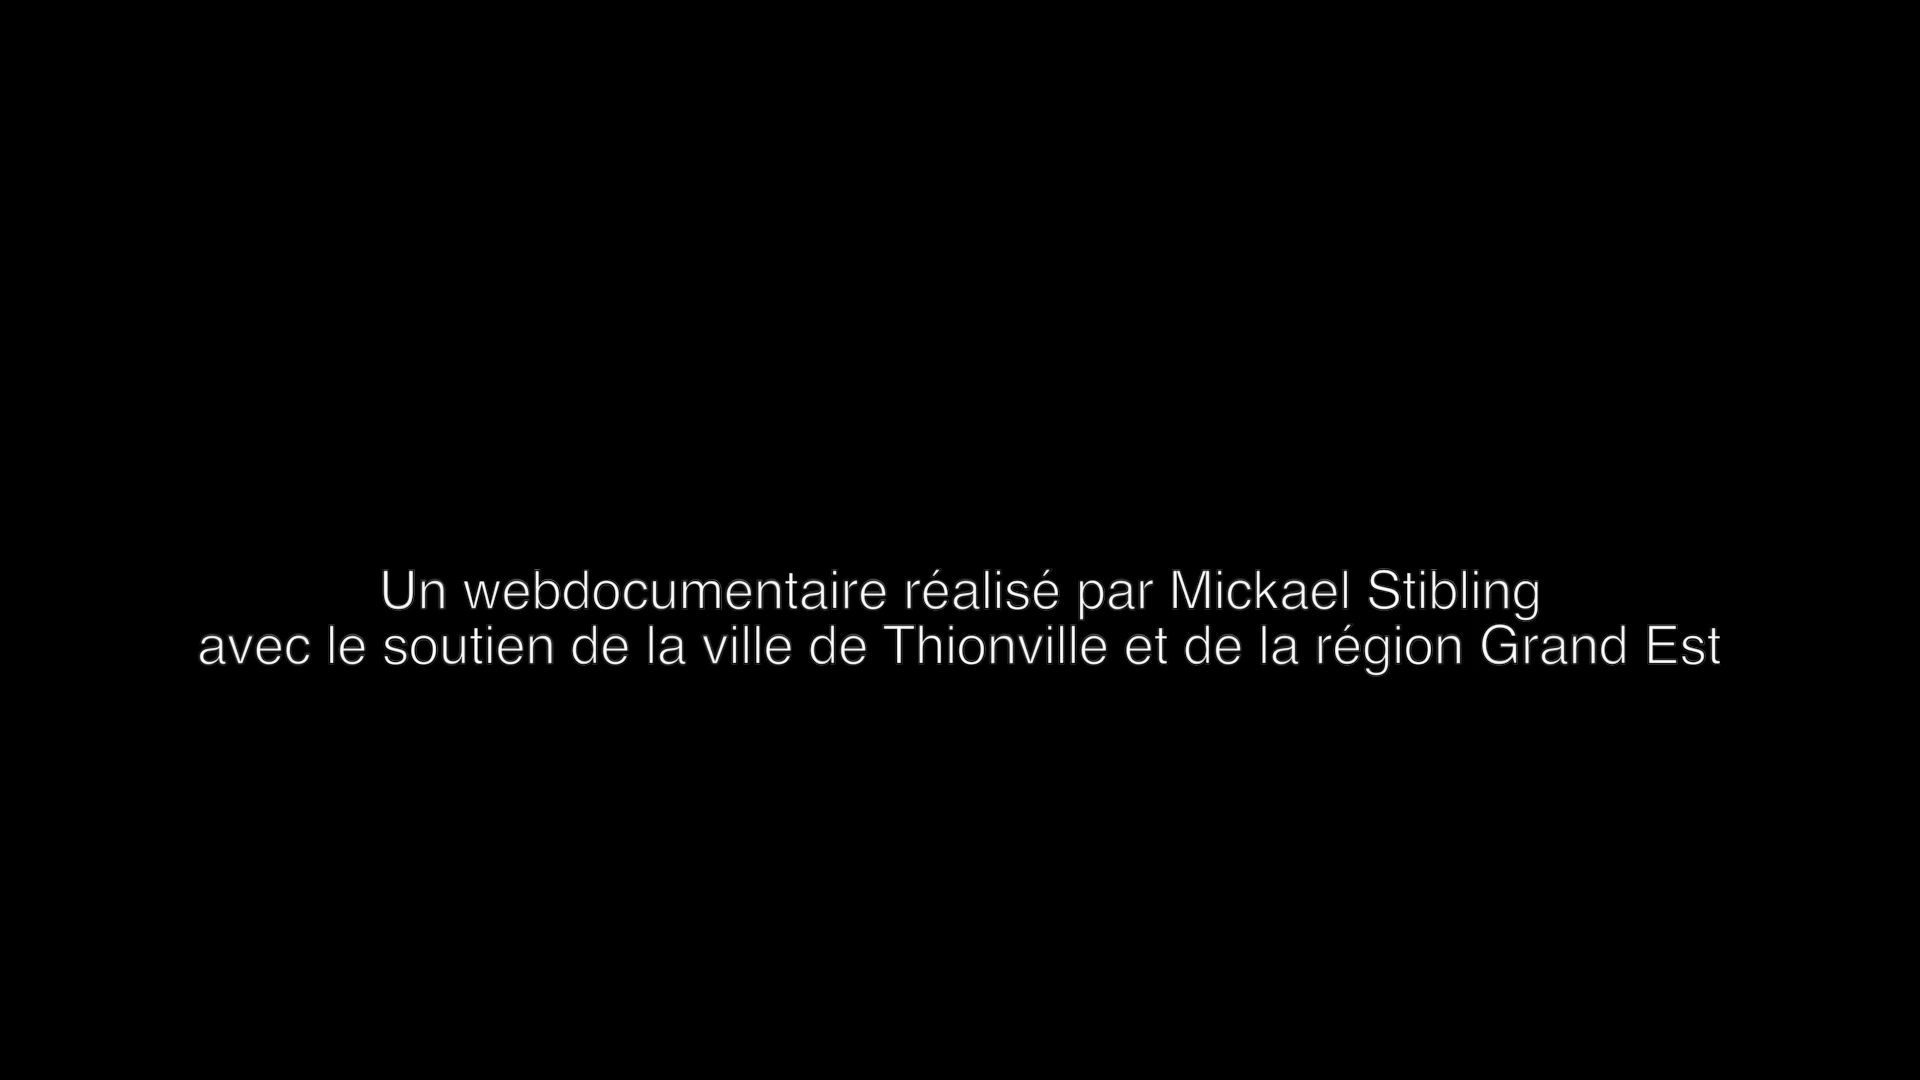 Un webdocumentaire réalisé par Mickael Stibling
avec le soutien de la ville de Thionville et de la région Grand Est